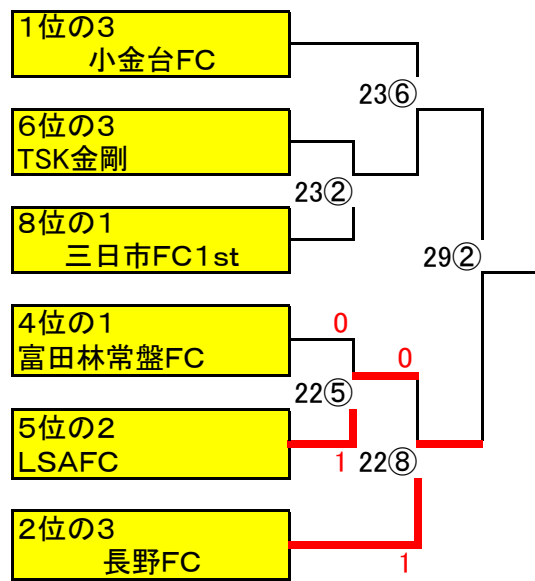 1位の3
小金台FC
23⑥
6位の3
TSK金剛
23②
8位の1
三日市FC1st
29②
4位の1
富田林常盤FC
0
0
22⑤
5位の2
LSAFC
1
22⑧
2位の3
長野FC
1